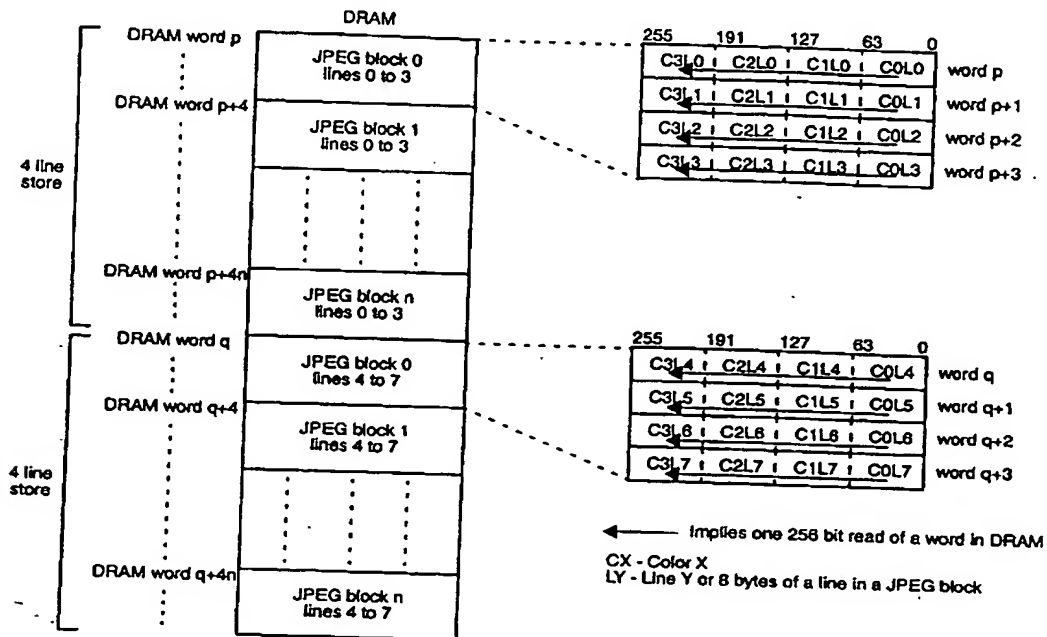 DRAM
DRAM word p
JPEG block 0
lines 0 to 3
DRAM word p+4
JPEG block 1
lines 0 to 3
4 line
store
DRAM word p+4n
JPEG block n
lines 0 to 3
DRAM word q
JPEG block 0
lines 4 to 7
DRAM word q+4
JPEG block 1
lines 4 to 7
4 line
store
DRAM word q+4n
JPEG block n
lines 4 to 7
255 191 127 63 0
C3L0 C2L0 C1L0 C0L0 word p
C3L1 C2L1 C1L1 C0L1 word p+1
C3L2 C2L2 C1L2 C0L2 word p+2
C3L3 C2L3 C1L3 C0L3 word p+3
255 191 127 63 0
C3L4 C2L4 C1L4 C0L4 word q
C3L5 C2L5 C1L5 C0L5 word q+1
C3L6 C2L6 C1L6 C0L6 word q+2
C3L7 C2L7 C1L7 C0L7 word q+3
Implies one 256 bit read of a word in DRAM
CX - Color X
LY - Line Y or 8 bytes of a line in a JPEG block